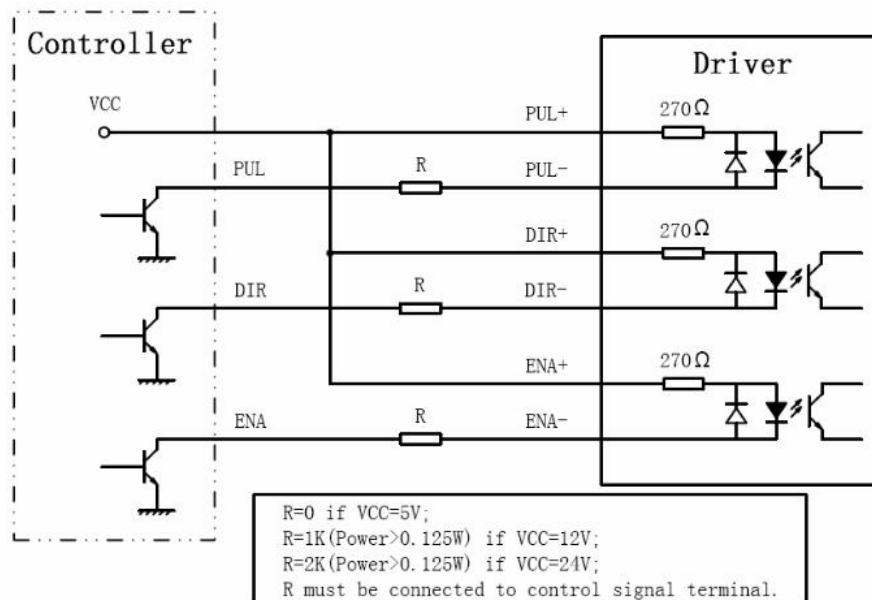 Controller
Driver
VCC
PUL+
270Ω
PUL
R
PUL-
DIR+
270Ω
DIR
R
DIR-
ENA+
270Ω
ENA
R
ENA-
R=0 if VCC=5V;
R=1K(Power>0.125W) if VCC=12V;
R=2K(Power>0.125W) if VCC=24V;
R must be connected to control signal terminal.